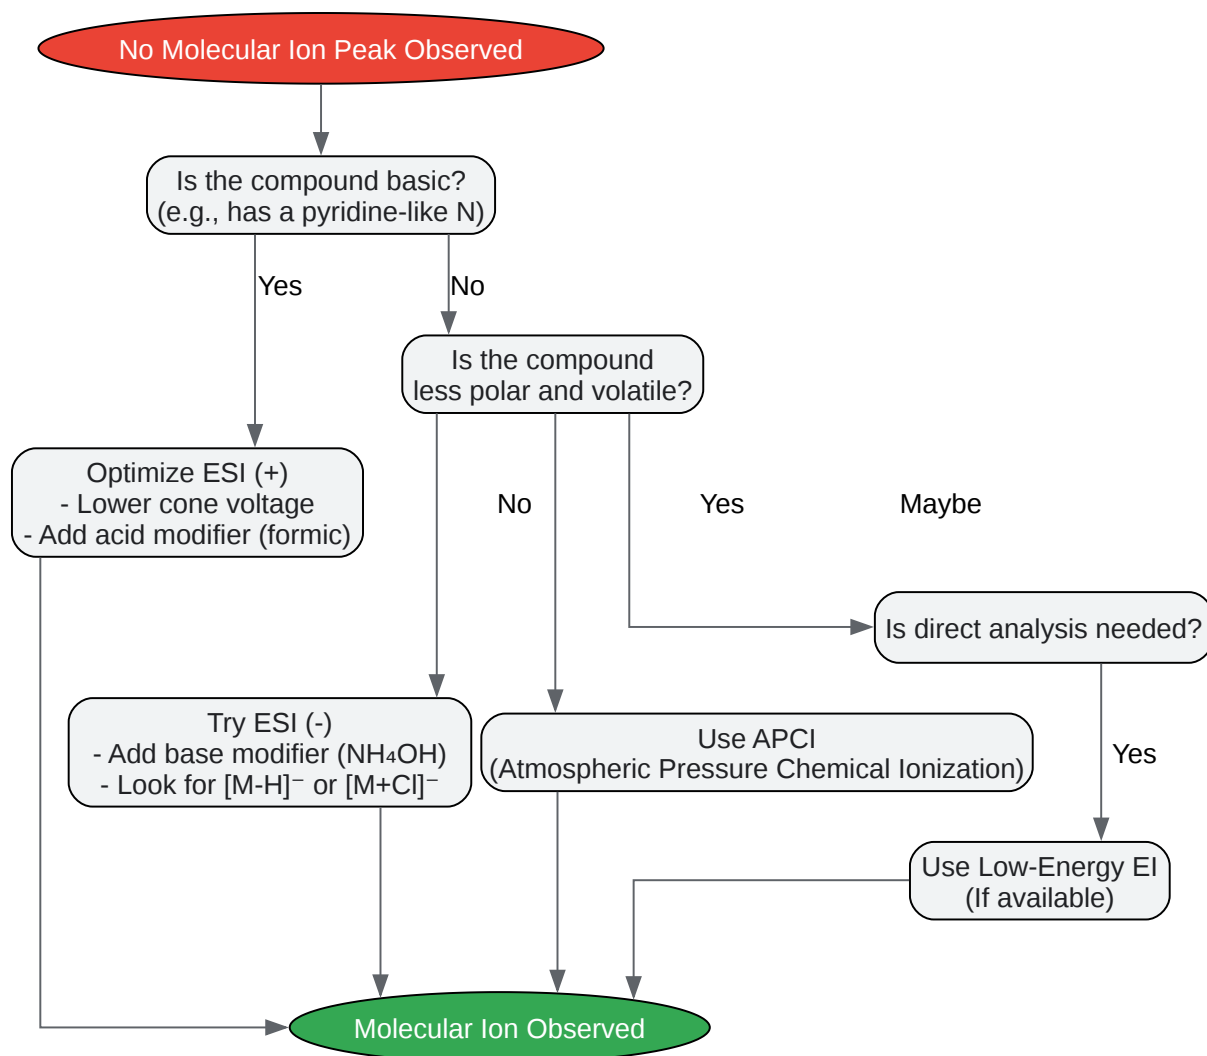 No Molecular Ion Peak Observed
Is the compound basic?
(e.g., has a pyridine-like N)
Yes
No
Is the compound
less polar and volatile?
Optimize ESI (+)
- Lower cone voltage
- Add acid modifier (formic)
No
Yes
Maybe
Is direct analysis needed?
Try ESI (-)
- Add base modifier (NH₄OH)
- Look for [M-H]⁻ or [M+Cl]⁻
Use APCI
(Atmospheric Pressure Chemical Ionization)
Yes
Use Low-Energy EI
(If available)
Molecular Ion Observed